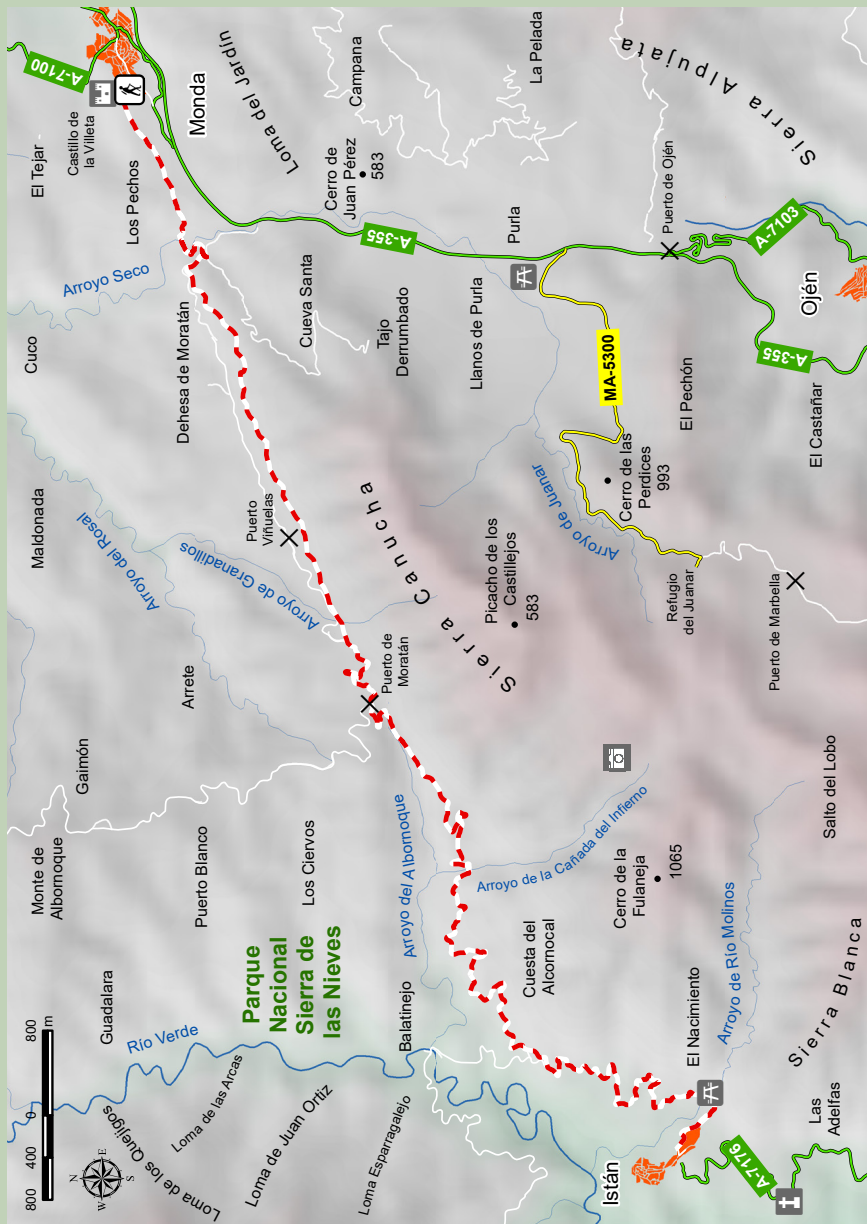 A-7100
Castillo de
la Villeta
Monda
El Tejar
Los Pechos
Loma del Jardín
Campana
La Pelada
Sierra Alpujata
Cerro de
Juan Pérez
583
Arroyo Seco
Cuco
Dehesa de Moratán
Cueva Santa
Tajo
Derrumbado
A-355
Purla
Llanos de Purla
Puerto de Ojén
A-7103
Ojén
A-355
MA-5300
El Pechón
El Castañar
Cerro de las
Perdices
993
Arroyo de Juanar
Refugio
del Juanar
Puerto de Marbella
Maldonada
Arroyo del Rosal
Puerto
Viñuelas
Arroyo de Granadillos
Sierra Canucha
Picacho de los
Castillejos
583
Arrete
Puerto de
Moratán
Gaimón
Monte de
Albornoque
Puerto Blanco
Los Ciervos
Arroyo del Albornoque
Arroyo de la Cañada del Infierno
Cerro de la
Fulaneja
1065
Salto del Lobo
Parque
Nacional
Sierra de
las Nieves
Cuesta del
Alcornocal
Guadalara
Río Verde
Balatinejo
El Nacimiento
Arroyo de Río Molinos
Sierra Blanca
Loma de los Quejigos
Loma de las Arcas
Loma de Juan Ortiz
Loma Esparragalejo
Istán
A-7176
Las
Adelfas
800 400 0 800
m
N
E
S
W